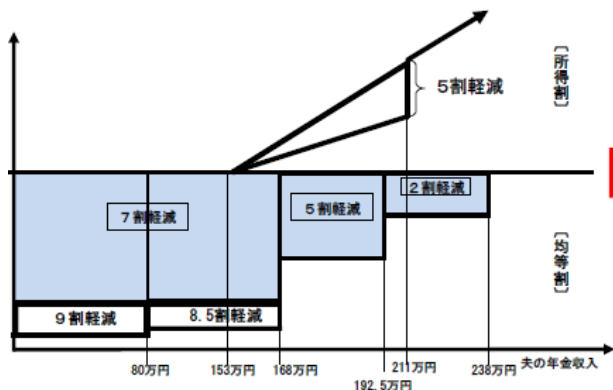 5割軽減
［所得割］
2割軽減
5割軽減
7割軽減
［均等割］
9割軽減
8.5割軽減
夫の年金収入
80万円
153万円
168万円
211万円
238万円
192.5万円